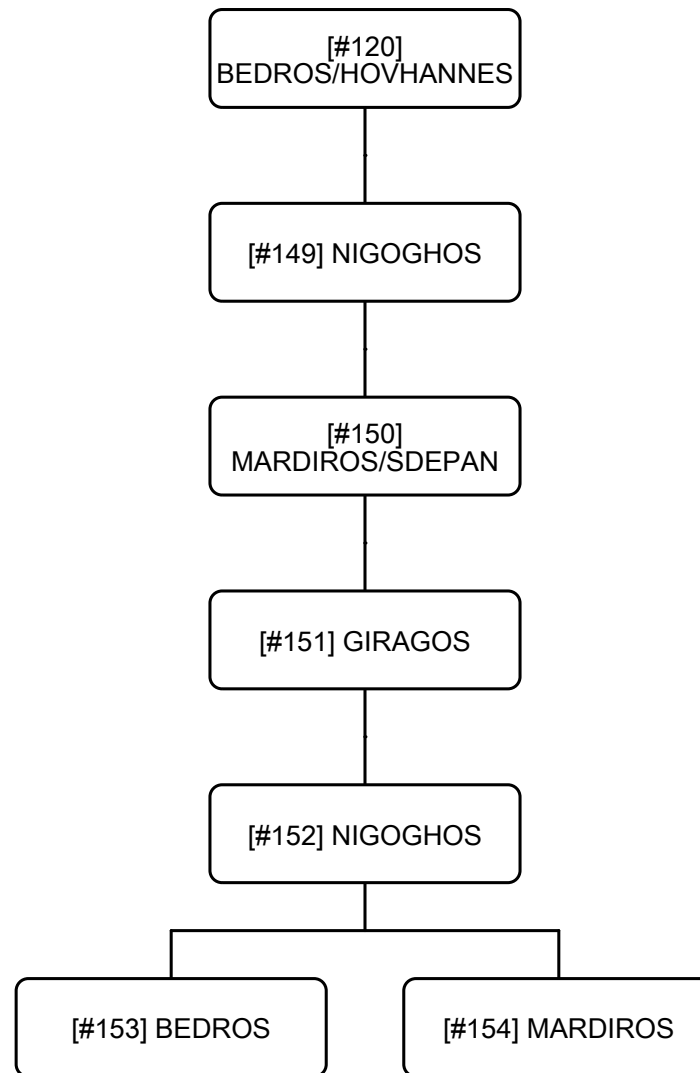 [#120]
BEDROS/HOVHANNES
[#149] NIGOGHOS
[#150]
MARDIROS/SDEPAN
[#151] GIRAGOS
[#152] NIGOGHOS
[#153] BEDROS
[#154] MARDIROS